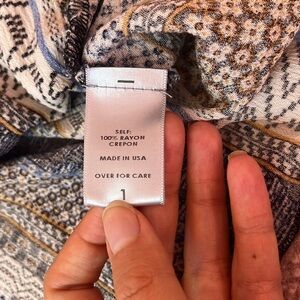 SELF:
100% RAYON
CREPON
MADE IN USA
OVER FOR CARE
1